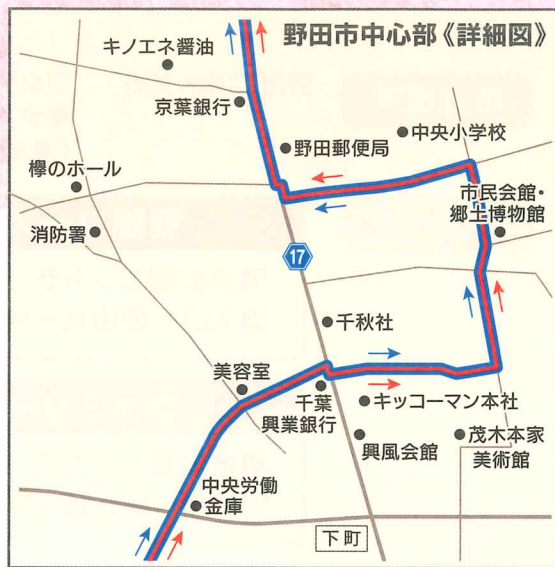 野田市中心部《詳細図》
キノエネ醤油
京葉銀行
中央小学校
野田郵便局
欅のホール
市民会館・
郷土博物館
消防署
17
千秋社
美容室
千葉
興業銀行
キッコーマン本社
興風会館
茂木本家
美術館
中央労働
金庫
下町